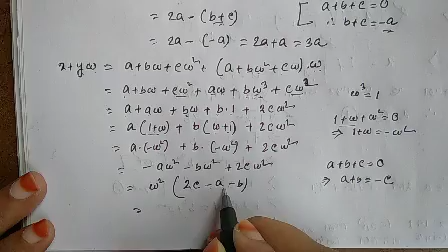 = 2a - (b+c)
a+b+c=0
∴ b+c = -a
= 2a - (-a) = 2a+a = 3a
x+yω = a+bω+cω²+(a+bω²+cω).ω
= a+bω+cω²+aω+bω³+cω²
ω³ = 1
= a+aω+bω+b.1+2cω²
1+ω+ω² = 0
= a(1+ω)+b(ω+1)+2cω²
⇒ 1+ω = -ω²
= a.(-ω²)+b.(-ω²)+2cω²
= -aω²-bω²+2cω²
a+b+c=0
= ω²(2c-a-b)
⇒ a+b = -c
=